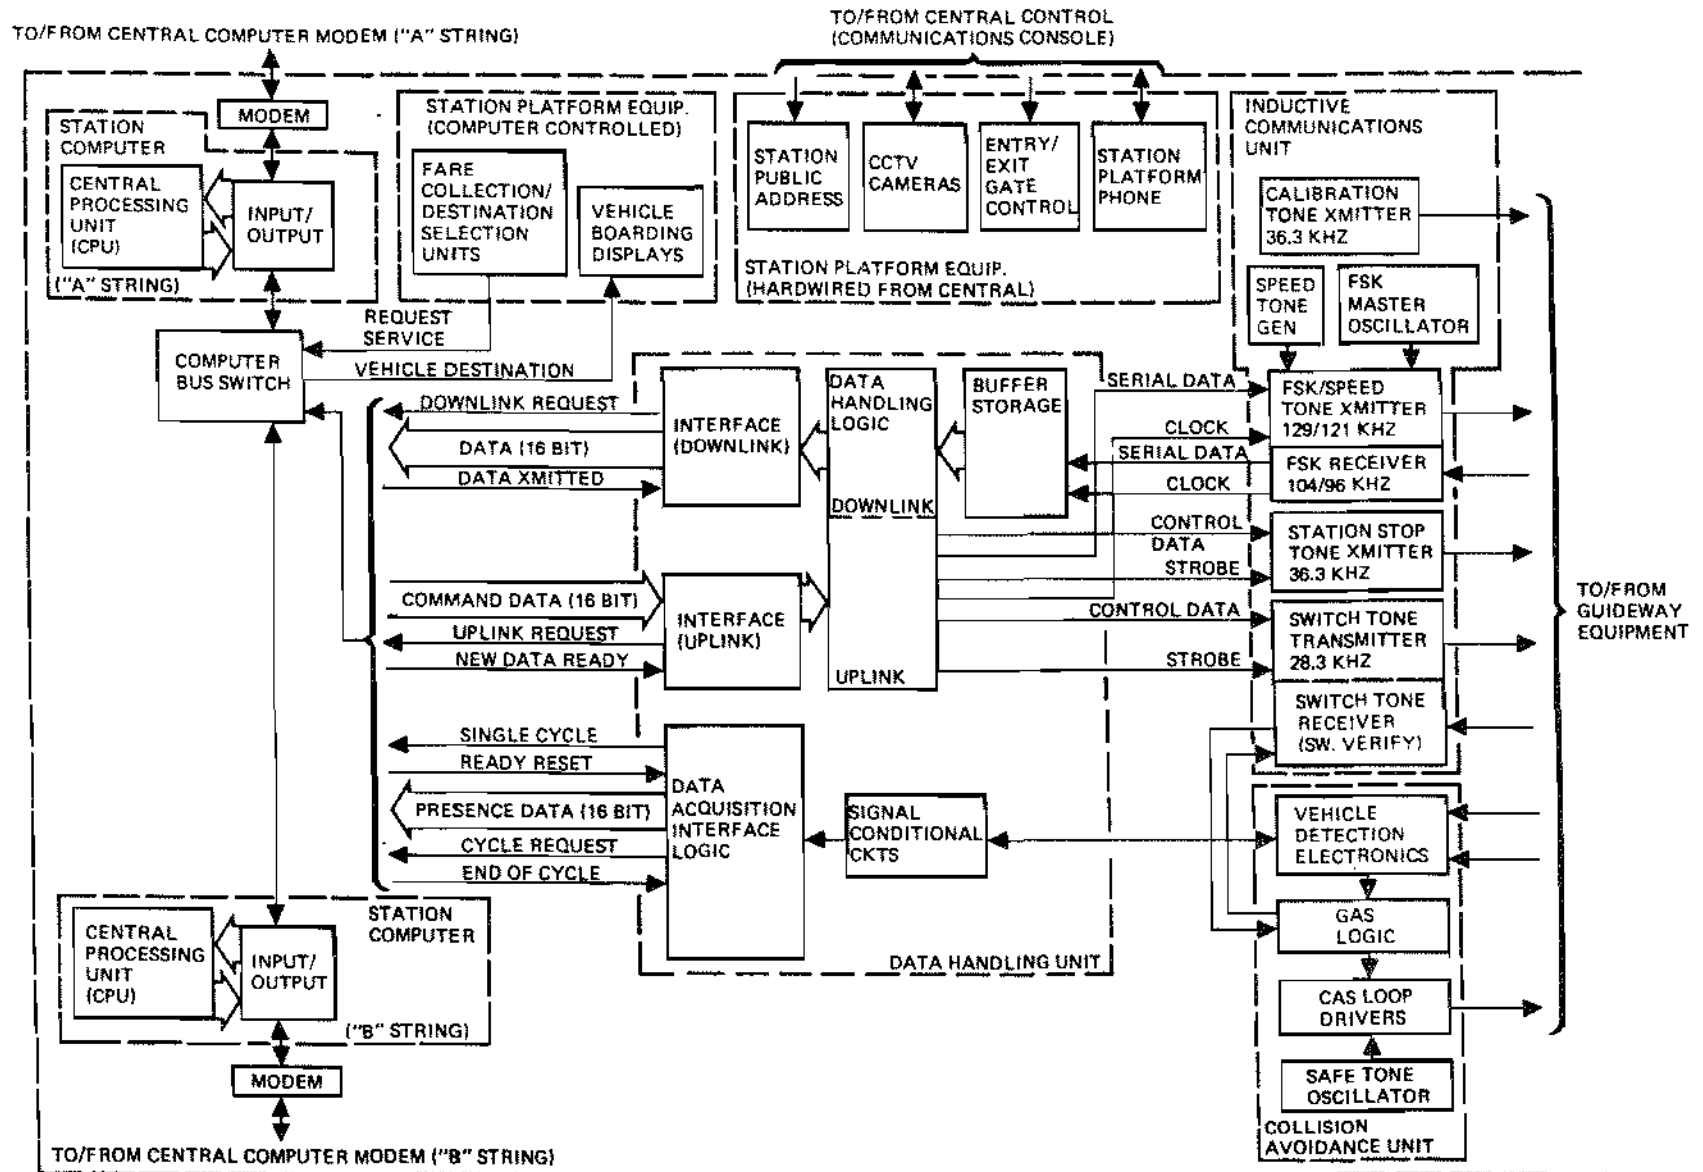 TO/FROM CENTRAL COMPUTER MODEM ("A" STRING)
TO/FROM CENTRAL CONTROL
(COMMUNICATIONS CONSOLE)
MODEM
STATION
COMPUTER
CENTRAL
PROCESSING
UNIT
(CPU)
INPUT/
OUTPUT
("A" STRING)
STATION PLATFORM EQUIP.
(COMPUTER CONTROLLED)
FARE
COLLECTION/
DESTINATION
SELECTION
UNITS
VEHICLE
BOARDING
DISPLAYS
STATION
PUBLIC
ADDRESS
CCTV
CAMERAS
ENTRY/
EXIT
GATE
CONTROL
STATION
PLATFORM
PHONE
STATION PLATFORM EQUIP.
(HARDWIRED FROM CENTRAL)
INDUCTIVE
COMMUNICATIONS
UNIT
CALIBRATION
TONE XMITTER
36.3 KHZ
SPEED
TONE
GEN
FSK
MASTER
OSCILLATOR
REQUEST
SERVICE
COMPUTER
BUS SWITCH
VEHICLE DESTINATION
DOWNLINK REQUEST
DATA (16 BIT)
DATA XMITTED
INTERFACE
(DOWNLINK)
DATA
HANDLING
LOGIC
DOWNLINK
BUFFER
STORAGE
SERIAL DATA
CLOCK
SERIAL DATA
CLOCK
CONTROL
DATA
STROBE
CONTROL DATA
STROBE
FSK/SPEED
TONE XMITTER
129/121 KHZ
FSK RECEIVER
104/96 KHZ
STATION STOP
TONE XMITTER
36.3 KHZ
SWITCH TONE
TRANSMITTER
28.3 KHZ
SWITCH TONE
RECEIVER
(SW. VERIFY)
TO/FROM
GUIDEWAY
EQUIPMENT
COMMAND DATA (16 BIT)
UPLINK REQUEST
NEW DATA READY
INTERFACE
(UPLINK)
UPLINK
SINGLE CYCLE
READY RESET
PRESENCE DATA (16 BIT)
CYCLE REQUEST
END OF CYCLE
DATA
ACQUISITION
INTERFACE
LOGIC
SIGNAL
CONDITIONAL
CKTS
DATA HANDLING UNIT
VEHICLE
DETECTION
ELECTRONICS
GAS
LOGIC
CAS LOOP
DRIVERS
SAFE TONE
OSCILLATOR
COLLISION
AVOIDANCE UNIT
STATION
COMPUTER
CENTRAL
PROCESSING
UNIT
(CPU)
INPUT/
OUTPUT
("B" STRING)
MODEM
TO/FROM CENTRAL COMPUTER MODEM ("B" STRING)